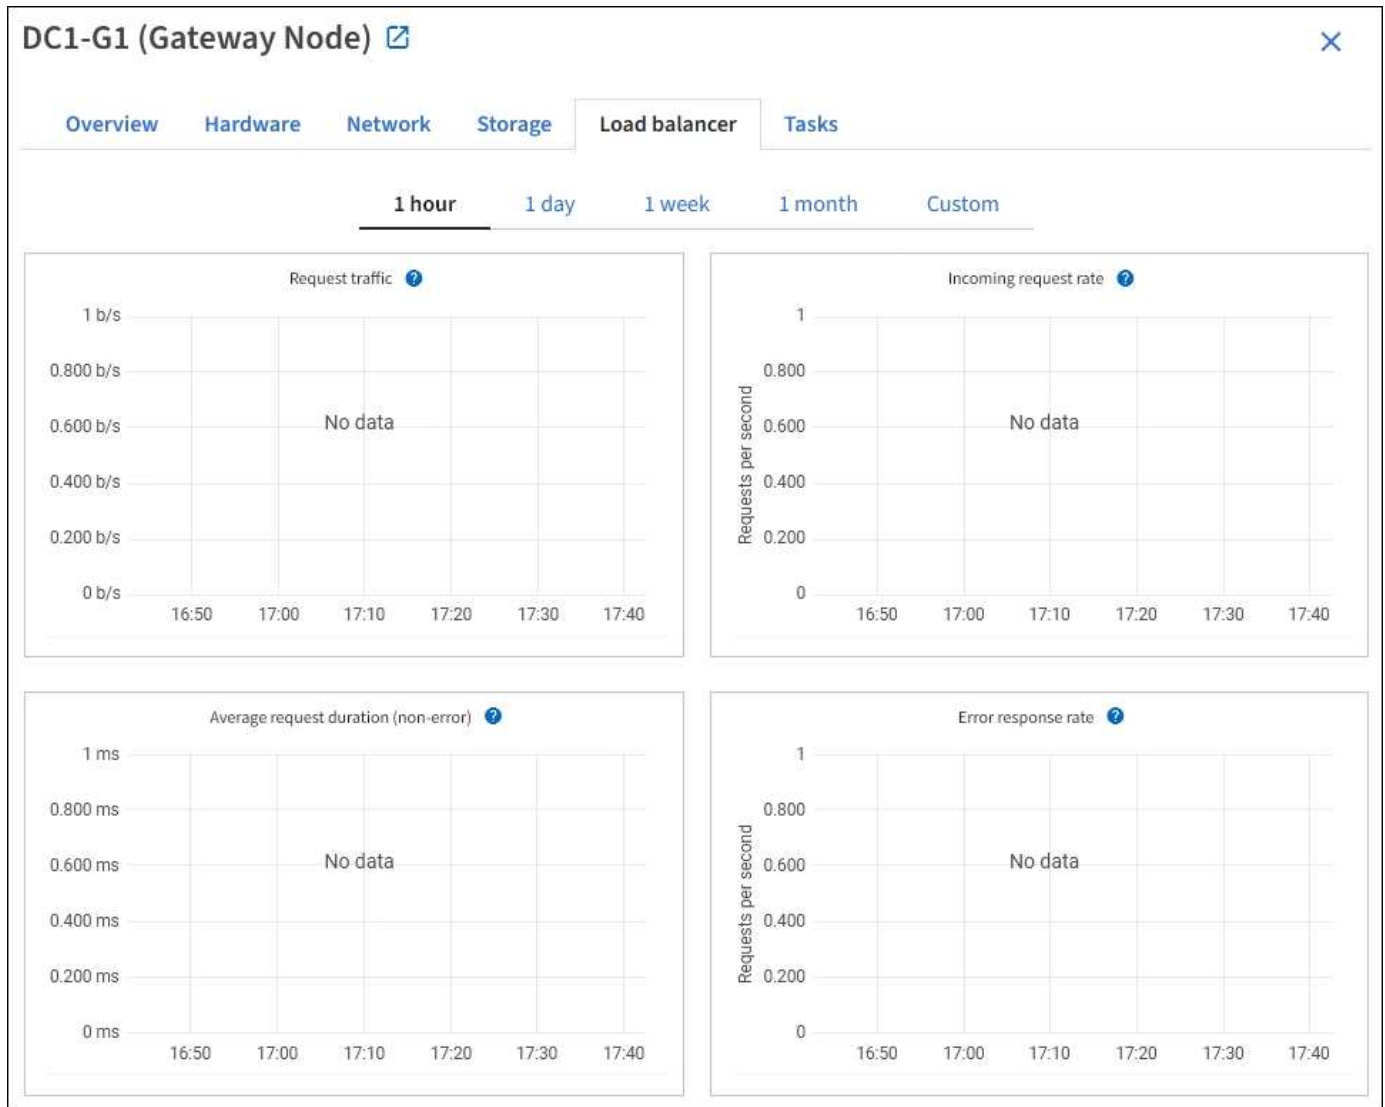 DC1-G1 (Gateway Node)
Overview Hardware Network Storage Load balancer Tasks
1 hour 1 day 1 week 1 month Custom
Request traffic ?
1 b/s
0.800 b/s
0.600 b/s
0.400 b/s
0.200 b/s
0 b/s
No data
16:50 17:00 17:10 17:20 17:30 17:40
Incoming request rate ?
Requests per second
1
0.800
0.600
0.400
0.200
0
No data
16:50 17:00 17:10 17:20 17:30 17:40
Average request duration (non-error) ?
1 ms
0.800 ms
0.600 ms
0.400 ms
0.200 ms
0 ms
No data
16:50 17:00 17:10 17:20 17:30 17:40
Error response rate ?
Requests per second
1
0.800
0.600
0.400
0.200
0
No data
16:50 17:00 17:10 17:20 17:30 17:40